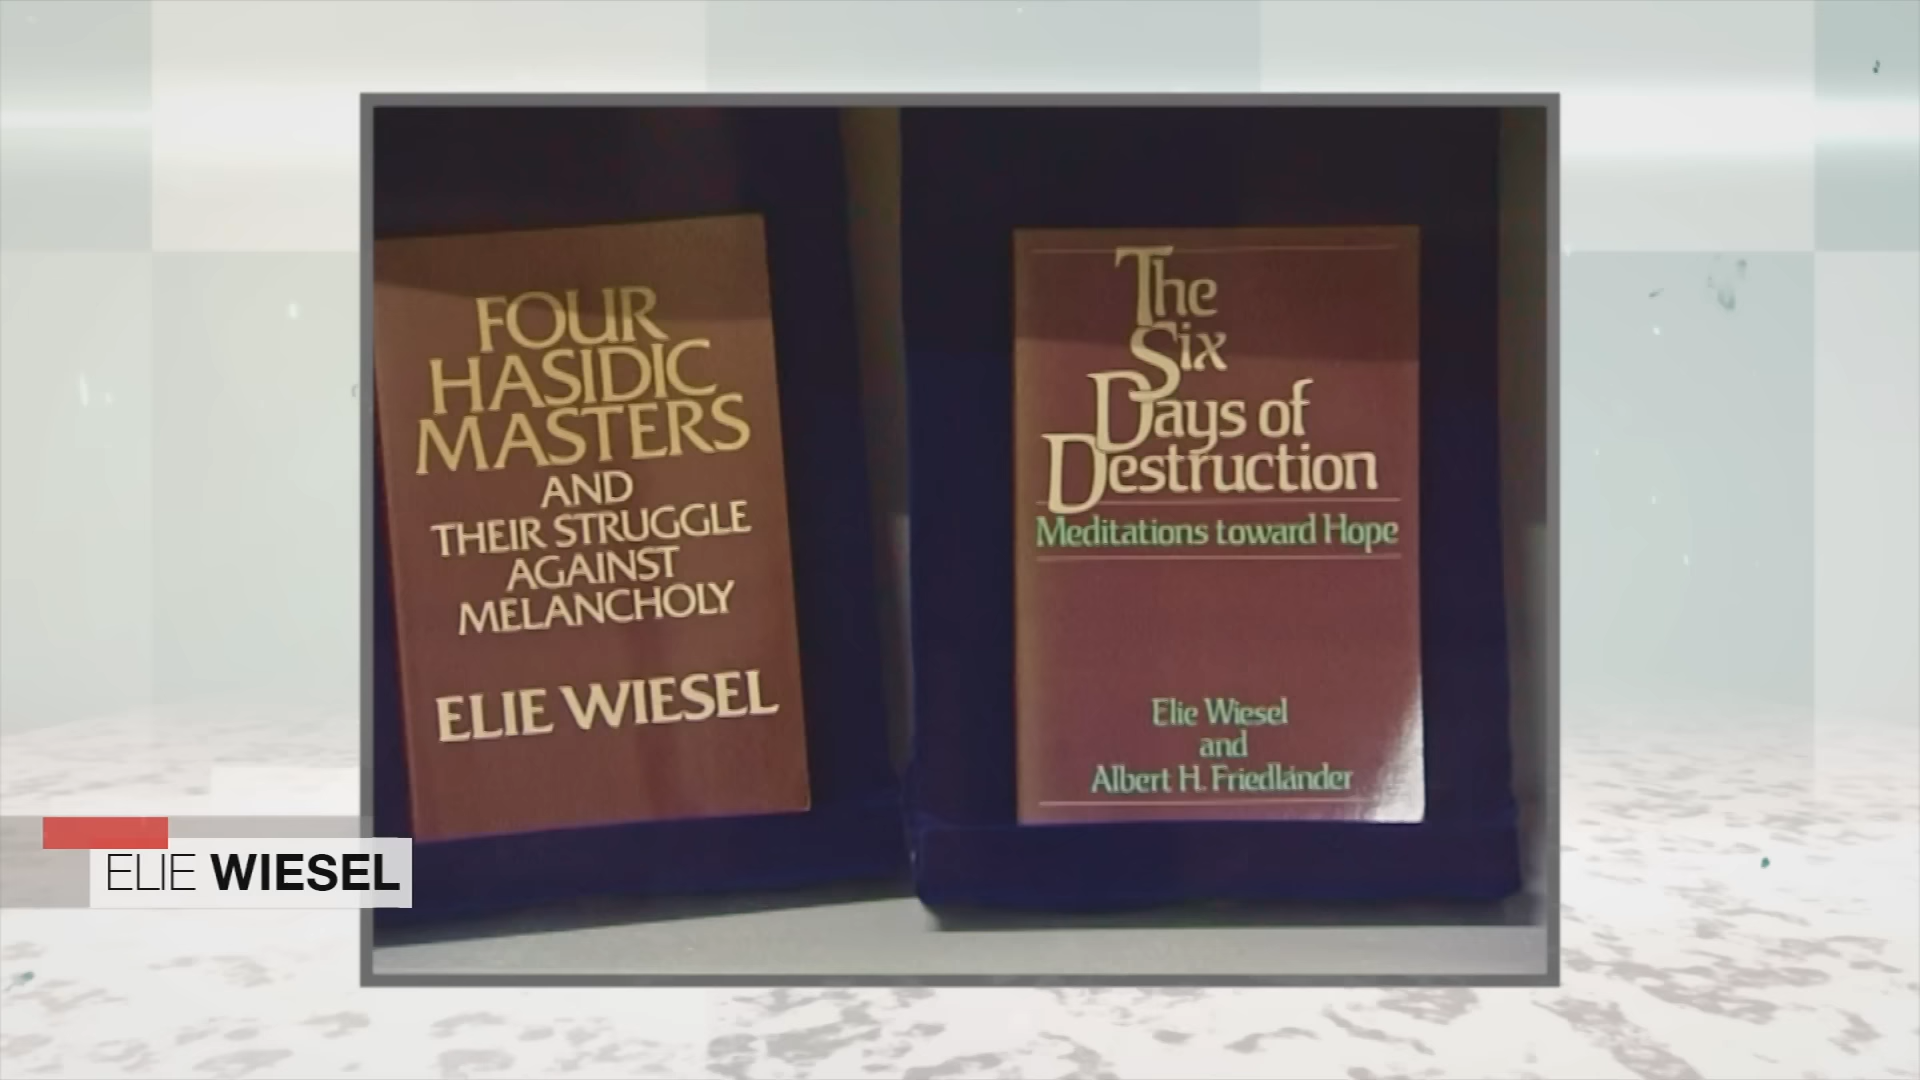 FOUR
HASIDIC
MASTERS
AND
THEIR STRUGGLE
AGAINST
MELANCHOLY
ELIE WIESEL
The
Six
Days of
Destruction
Meditations toward Hope
Elie Wiesel
and
Albert H. Friedlander
ELIE WIESEL